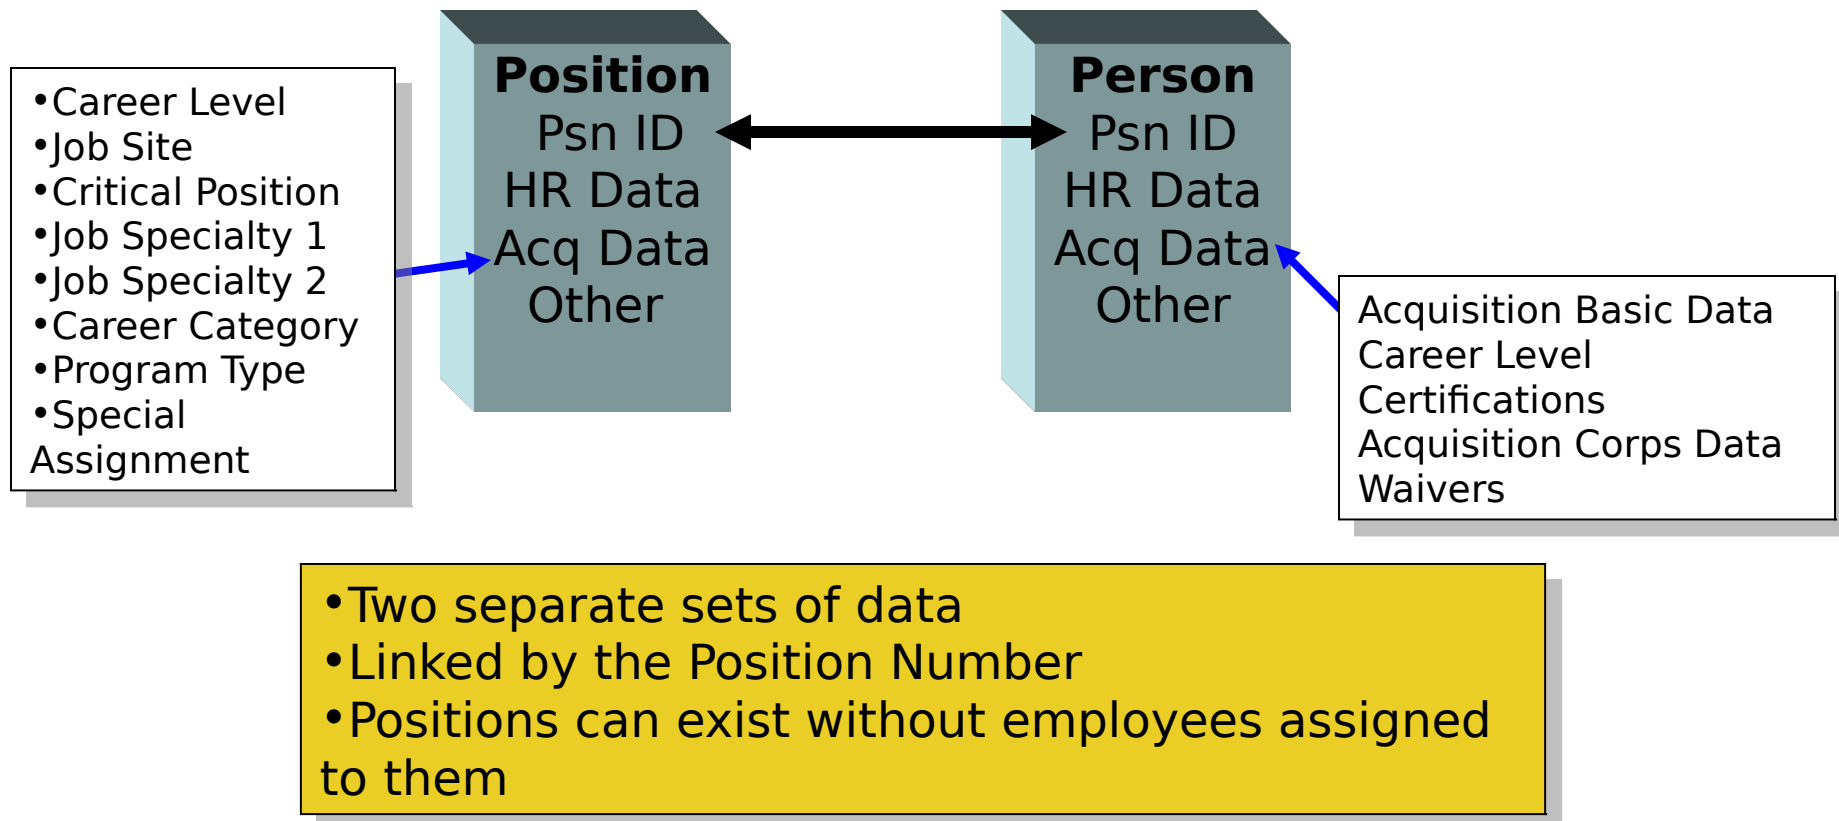 •Career Level
•Job Site
•Critical Position
•Job Specialty 1
•Job Specialty 2
•Career Category
•Program Type
•Special
Assignment
Position
Psn ID
HR Data
Acq Data
Other
Person
Psn ID
HR Data
Acq Data
Other
Acquisition Basic Data
Career Level
Certifications
Acquisition Corps Data
Waivers
•Two separate sets of data
•Linked by the Position Number
•Positions can exist without employees assigned
to them